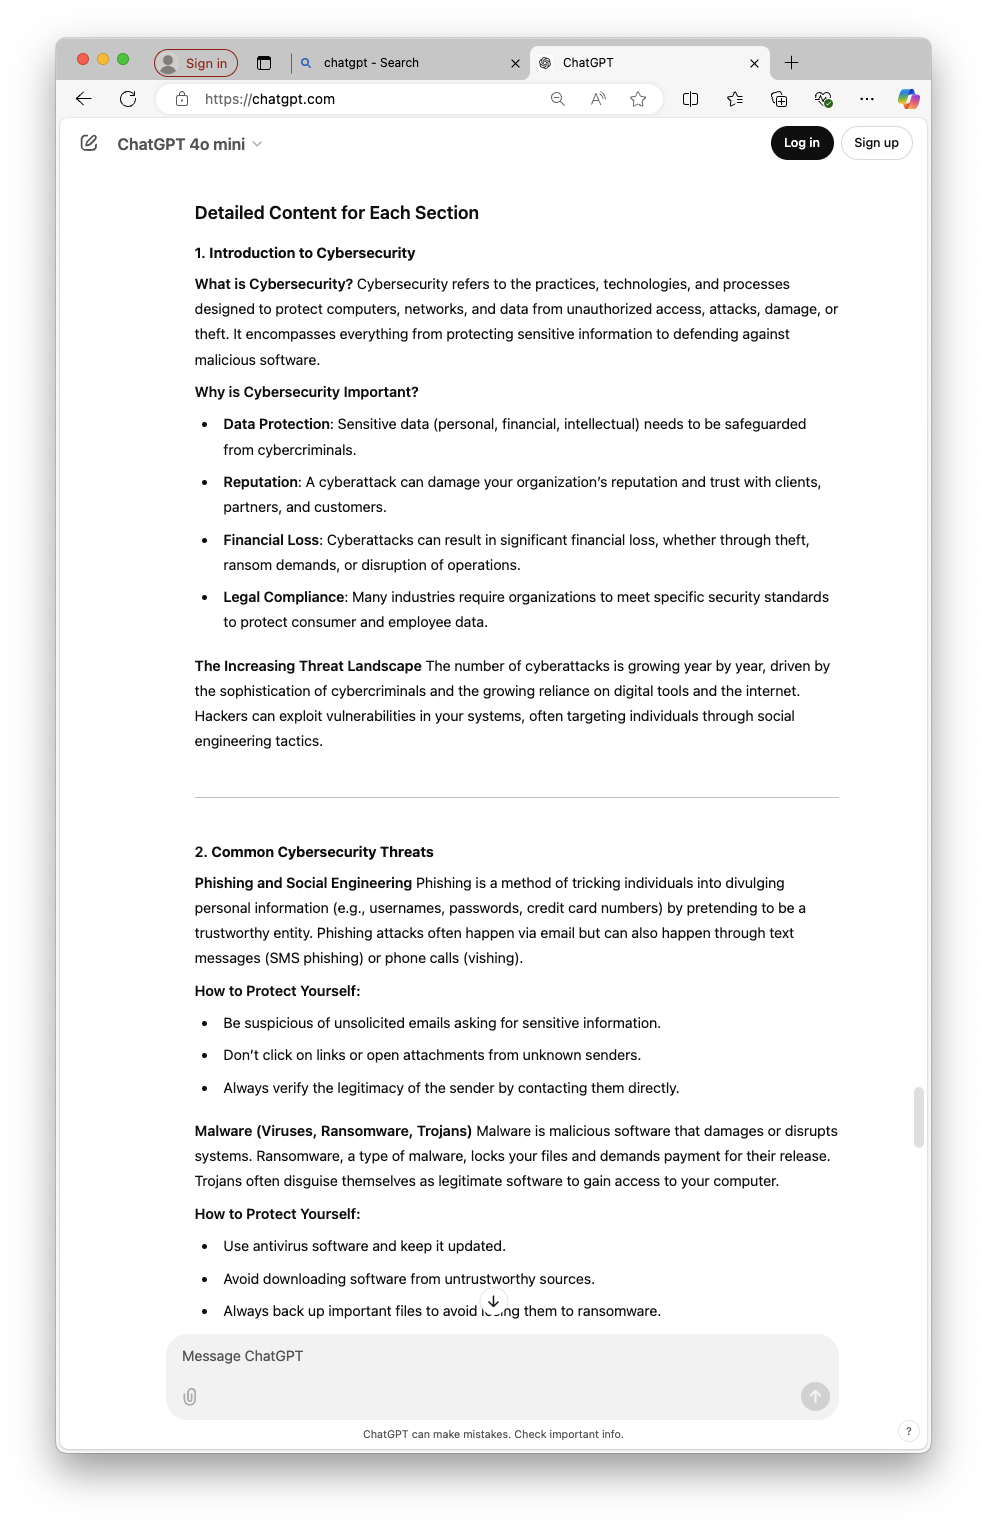 Sign in
chatgpt - Search
ChatGPT
https://chatgpt.com
ChatGPT 4o mini
Log in
Sign up
Detailed Content for Each Section
1. Introduction to Cybersecurity
What is Cybersecurity? Cybersecurity refers to the practices, technologies, and processes
designed to protect computers, networks, and data from unauthorized access, attacks, damage, or
theft. It encompasses everything from protecting sensitive information to defending against
malicious software.
Why is Cybersecurity Important?
• Data Protection: Sensitive data (personal, financial, intellectual) needs to be safeguarded
from cybercriminals.
• Reputation: A cyberattack can damage your organization’s reputation and trust with clients,
partners, and customers.
• Financial Loss: Cyberattacks can result in significant financial loss, whether through theft,
ransom demands, or disruption of operations.
• Legal Compliance: Many industries require organizations to meet specific security standards
to protect consumer and employee data.
The Increasing Threat Landscape The number of cyberattacks is growing year by year, driven by
the sophistication of cybercriminals and the growing reliance on digital tools and the internet.
Hackers can exploit vulnerabilities in your systems, often targeting individuals through social
engineering tactics.
2. Common Cybersecurity Threats
Phishing and Social Engineering Phishing is a method of tricking individuals into divulging
personal information (e.g., usernames, passwords, credit card numbers) by pretending to be a
trustworthy entity. Phishing attacks often happen via email but can also happen through text
messages (SMS phishing) or phone calls (vishing).
How to Protect Yourself:
• Be suspicious of unsolicited emails asking for sensitive information.
• Don’t click on links or open attachments from unknown senders.
• Always verify the legitimacy of the sender by contacting them directly.
Malware (Viruses, Ransomware, Trojans) Malware is malicious software that damages or disrupts
systems. Ransomware, a type of malware, locks your files and demands payment for their release.
Trojans often disguise themselves as legitimate software to gain access to your computer.
How to Protect Yourself:
• Use antivirus software and keep it updated.
• Avoid downloading software from untrustworthy sources.
• Always back up important files to avoid them to ransomware.
Message ChatGPT
ChatGPT can make mistakes. Check important info.
?